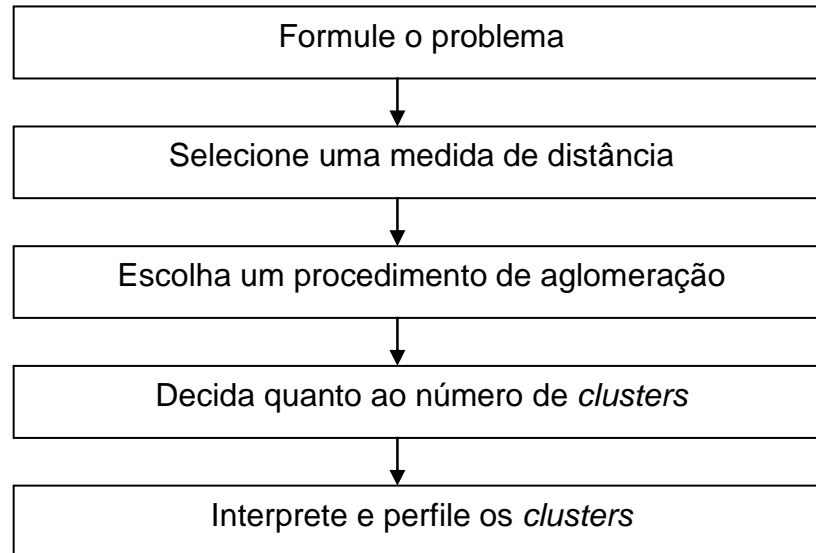 Formule o problema
Selecione uma medida de distância
Escolha um procedimento de aglomeração
Decida quanto ao número de clusters
Interprete e perfile os clusters